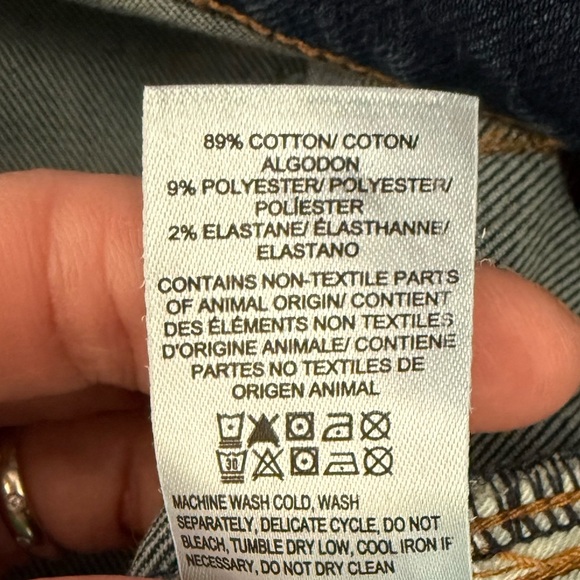 89% COTTON/ COTON/
ALGODON
9% POLYESTER/ POLYESTER/
POLÍESTER
2% ELASTANE/ ÉLASTHANNE/
ELASTANO
CONTAINS NON-TEXTILE PARTS
OF ANIMAL ORIGIN/ CONTIENT
DES ÉLÉMENTS NON TEXTILES
D'ORIGINE ANIMALE/ CONTIENE
PARTES NO TEXTILES DE
ORIGEN ANIMAL
30
MACHINE WASH COLD, WASH
SEPARATELY, DELICATE CYCLE, DO NOT
BLEACH, TUMBLE DRY LOW, COOL IRON IF
NECESSARY, DO NOT DRY CLEAN